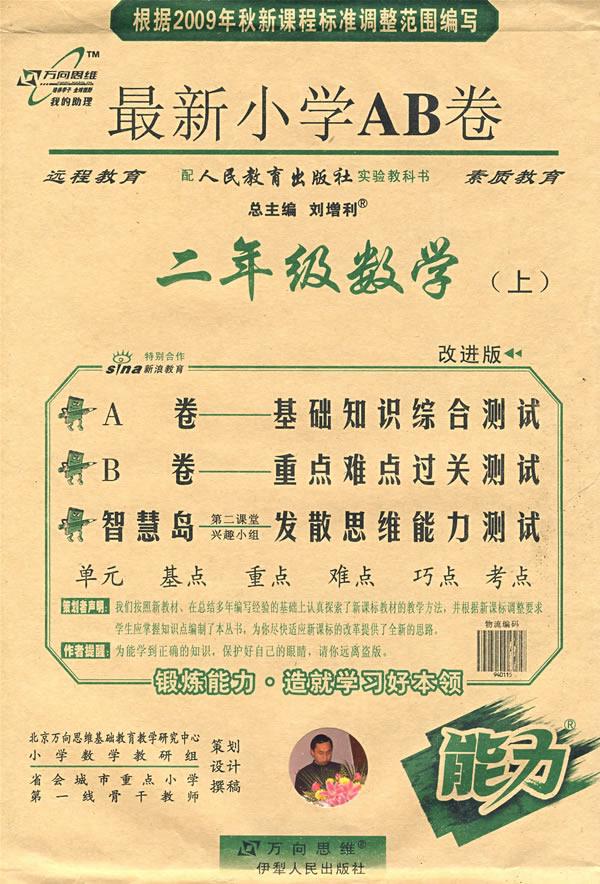 根据2009年秋新课程标准调整范围编写
TM
万向思维
我的助理
最新小学AB卷
远程教育 配 人民教育出版社 实验教科书 素质教育
总主编 刘增利®
二年级数学（上）
改进版
sina 特别合作
新浪教育
A 卷——基础知识综合测试
B 卷——重点难点过关测试
智慧岛 第二课堂 兴趣小组 发散思维能力测试
单元 基点 重点 难点 巧点 考点
策划者声明：我们按照新教材、在总结多年编写经验的基础上认真探索了新课标教材的教学方法，并根据新课标调整要求
学生应掌握知识点编制了本丛书，为你尽快适应新课标的改革提供了全新的思路。
物流编码
作者提醒：为能学到正确的知识，保护好自己的眼睛，请你远离盗版。
锻炼能力·造就学习好本领
北京万向思维基础教育教学研究中心
小学数学教研组
省会城市重点小学
第一线骨干教师
策划
设计
撰稿
能力®
万向思维®
伊犁人民出版社